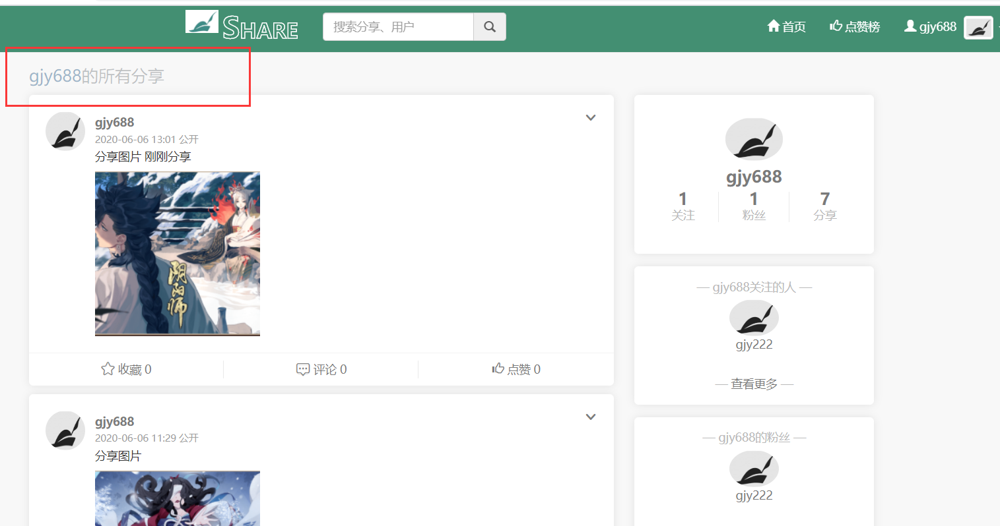 SHARE
搜索分享、用户
首页
点赞榜
gjy688
gjy688的所有分享
gjy688
2020-06-06 13:01 公开
分享图片 刚刚分享
阴阳师
收藏 0
评论 0
点赞 0
gjy688
2020-06-06 11:29 公开
分享图片
gjy688
1
关注
1
粉丝
7
分享
— gjy688关注的人 —
gjy222
— 查看更多 —
— gjy688的粉丝 —
gjy222